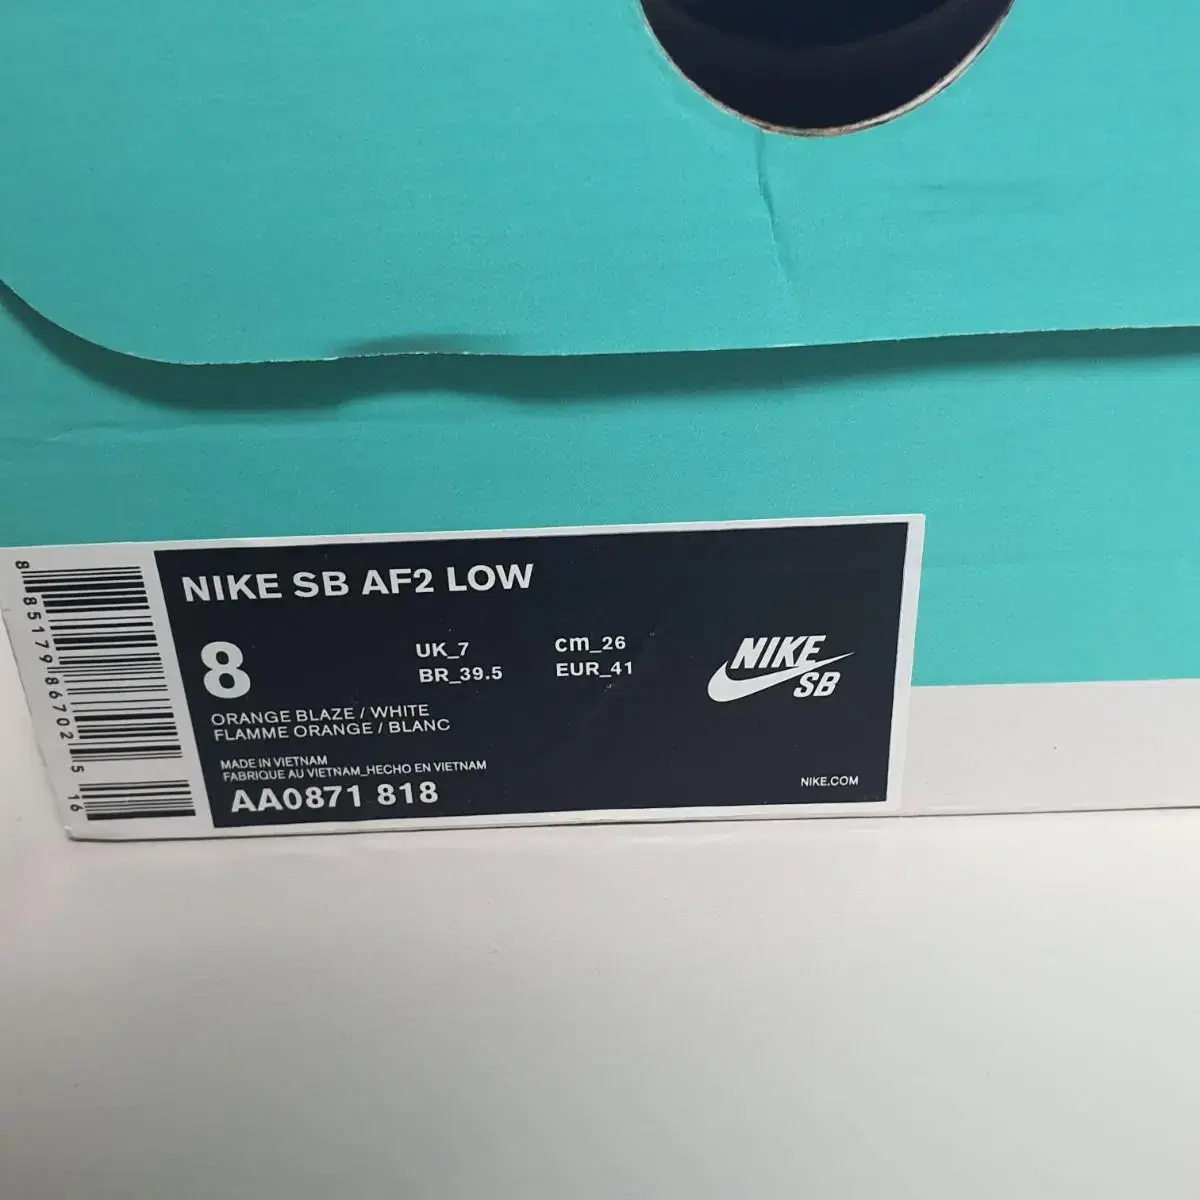 NIKE SB AF2 LOW
8
UK_7
BR_39.5
cm_26
EUR_41
NIKE
SB
ORANGE BLAZE / WHITE
FLAMME ORANGE / BLANC
MADE IN VIETNAM
FABRIQUE AU VIETNAM_HECHO EN VIETNAM
AA0871 818
NIKE.COM
8 85179 86702 5 16